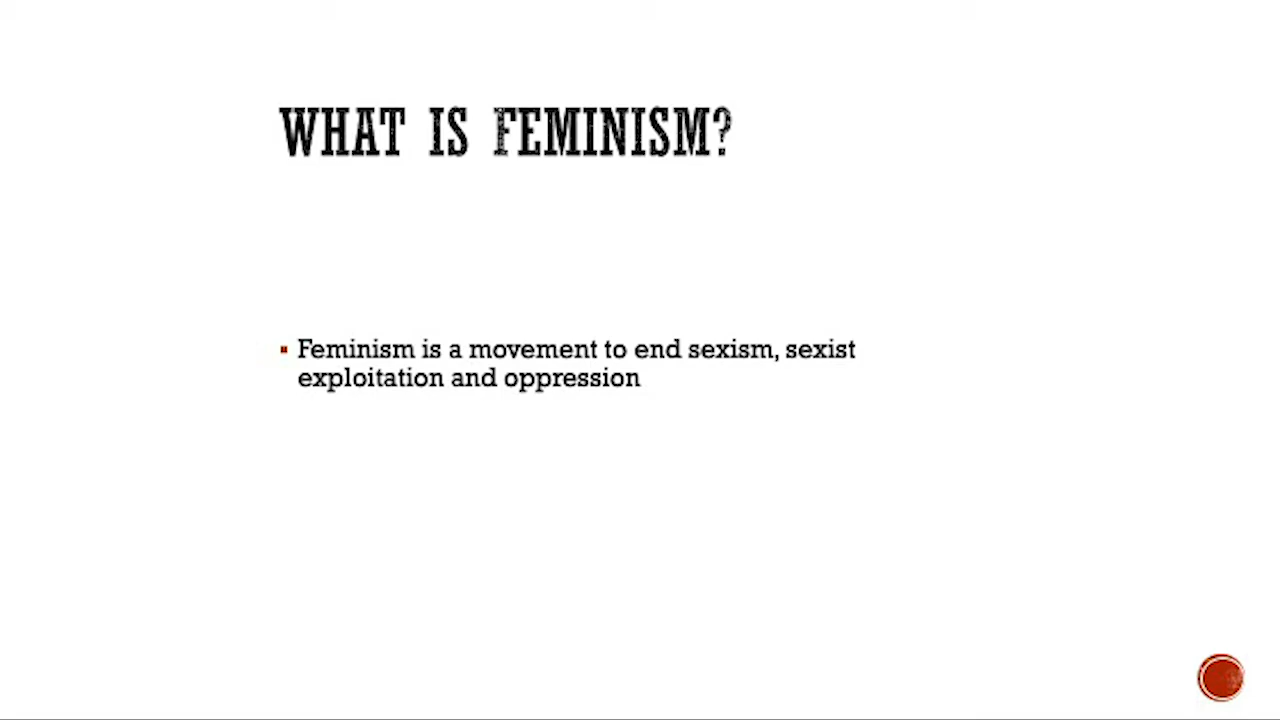 WHAT IS FEMINISM?
Feminism is a movement to end sexism, sexist
exploitation and oppression